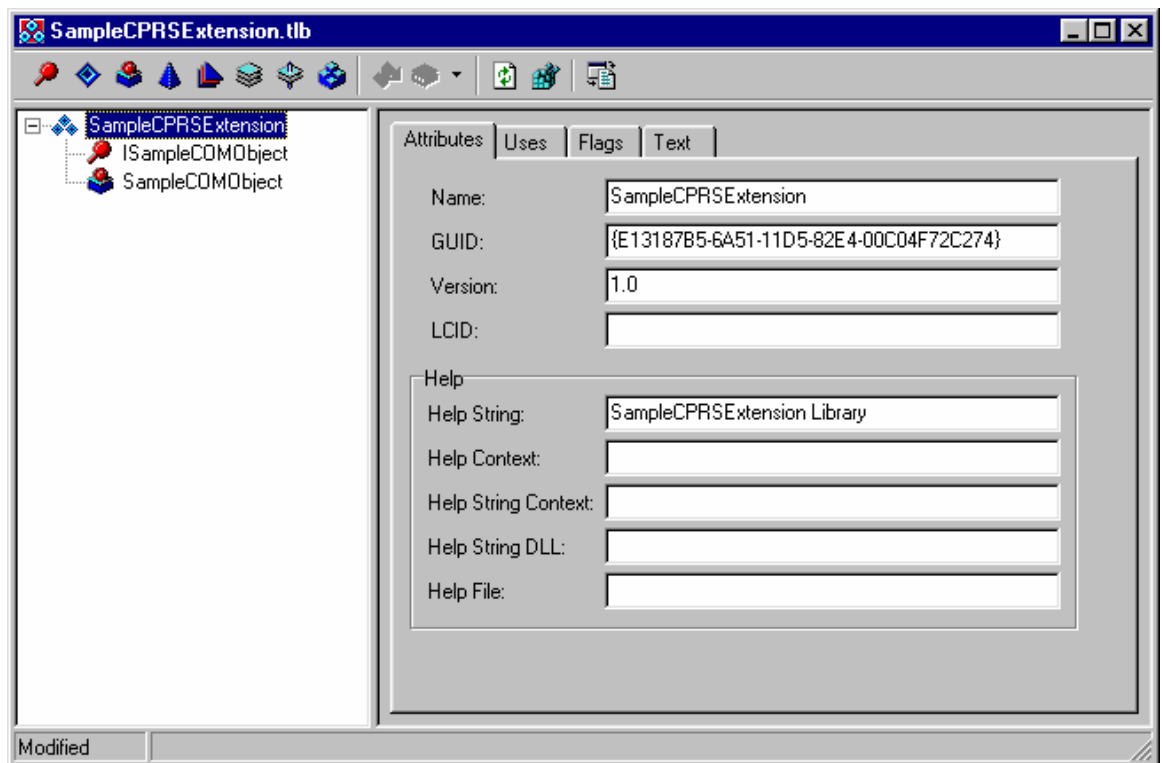 SampleCPRSExtension.tlb
SampleCPRSExtension
ISampleCOMObject
SampleCOMObject
Attributes Uses Flags Text
Name: SampleCPRSExtension
GUID: {E13187B5-6A51-11D5-82E4-00C04F72C274}
Version: 1.0
LCID:
Help
Help String: SampleCPRSExtension Library
Help Context:
Help String Context:
Help String DLL:
Help File:
Modified